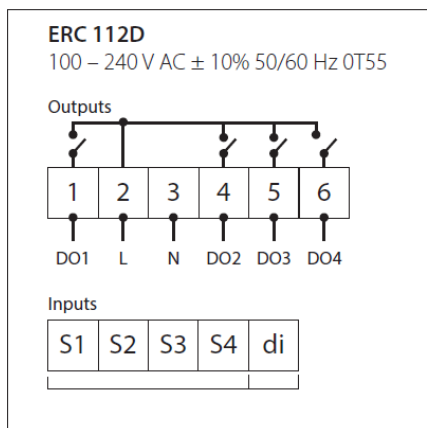 ERC 112D
100 – 240 V AC ± 10% 50/60 Hz 0T55
Outputs
1 2 3 4 5 6
DO1 L N DO2 DO3 DO4
Inputs
S1 S2 S3 S4 di